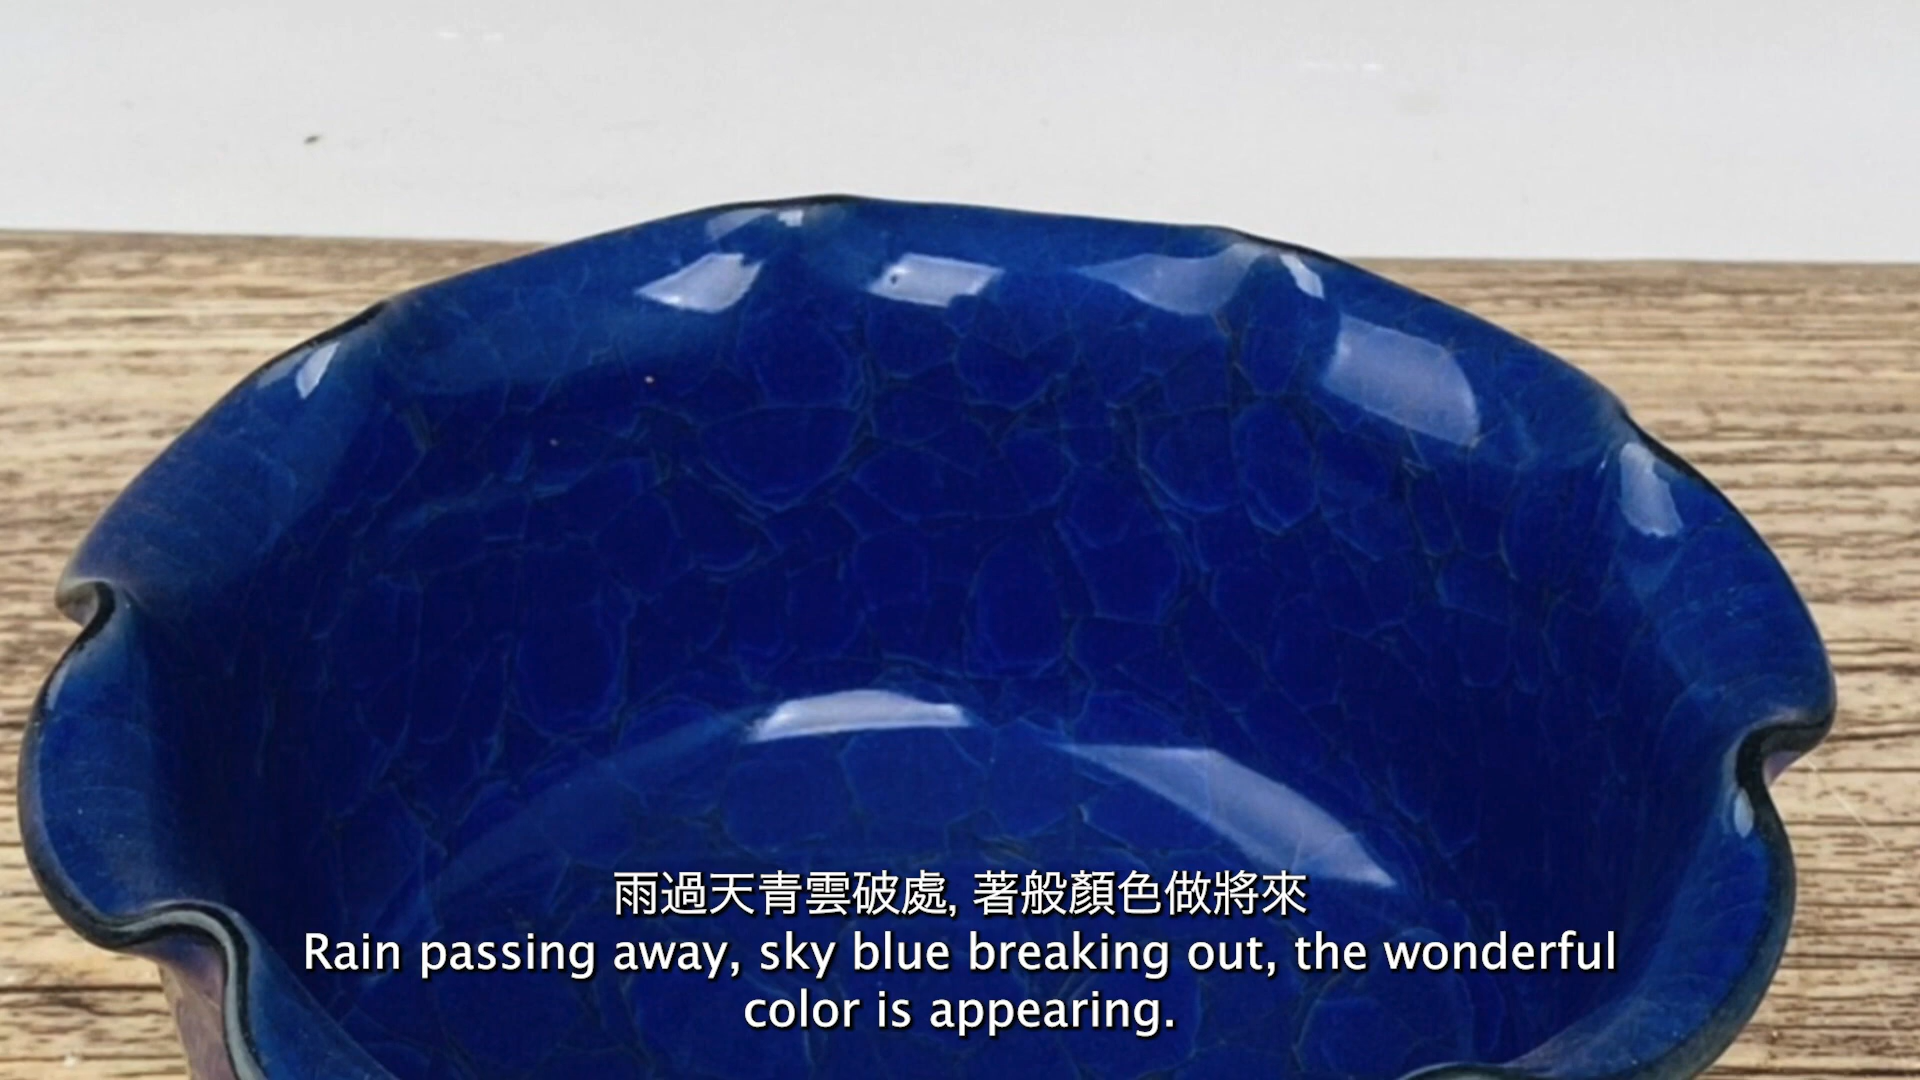 雨過天青雲破處, 著般顏色做將來
Rain passing away, sky blue breaking out, the wonderful
color is appearing.